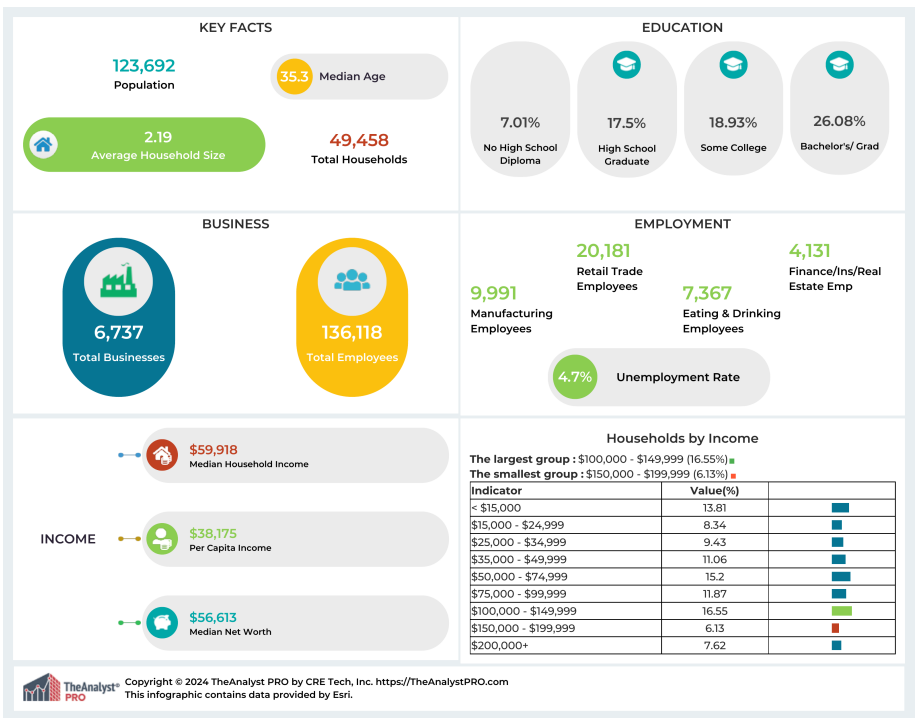 KEY FACTS
123,692
Population
35.3 Median Age
2.19
Average Household Size
49,458
Total Households
EDUCATION
7.01%
No High School
Diploma
17.5%
High School
Graduate
18.93%
Some College
26.08%
Bachelor's/ Grad
BUSINESS
6,737
Total Businesses
136,118
Total Employees
EMPLOYMENT
9,991
Manufacturing
Employees
20,181
Retail Trade
Employees
7,367
Eating & Drinking
Employees
4,131
Finance/Ins/Real
Estate Emp
4.7% Unemployment Rate
INCOME
$59,918
Median Household Income
$38,175
Per Capita Income
$56,613
Median Net Worth
Households by Income
The largest group : $100,000 - $149,999 (16.55%)
The smallest group : $150,000 - $199,999 (6.13%)
Indicator Value(%)
< $15,000 13.81
$15,000 - $24,999 8.34
$25,000 - $34,999 9.43
$35,000 - $49,999 11.06
$50,000 - $74,999 15.2
$75,000 - $99,999 11.87
$100,000 - $149,999 16.55
$150,000 - $199,999 6.13
$200,000+ 7.62
TheAnalyst®
PRO
Copyright © 2024 TheAnalyst PRO by CRE Tech, Inc. https://TheAnalystPRO.com
This infographic contains data provided by Esri.